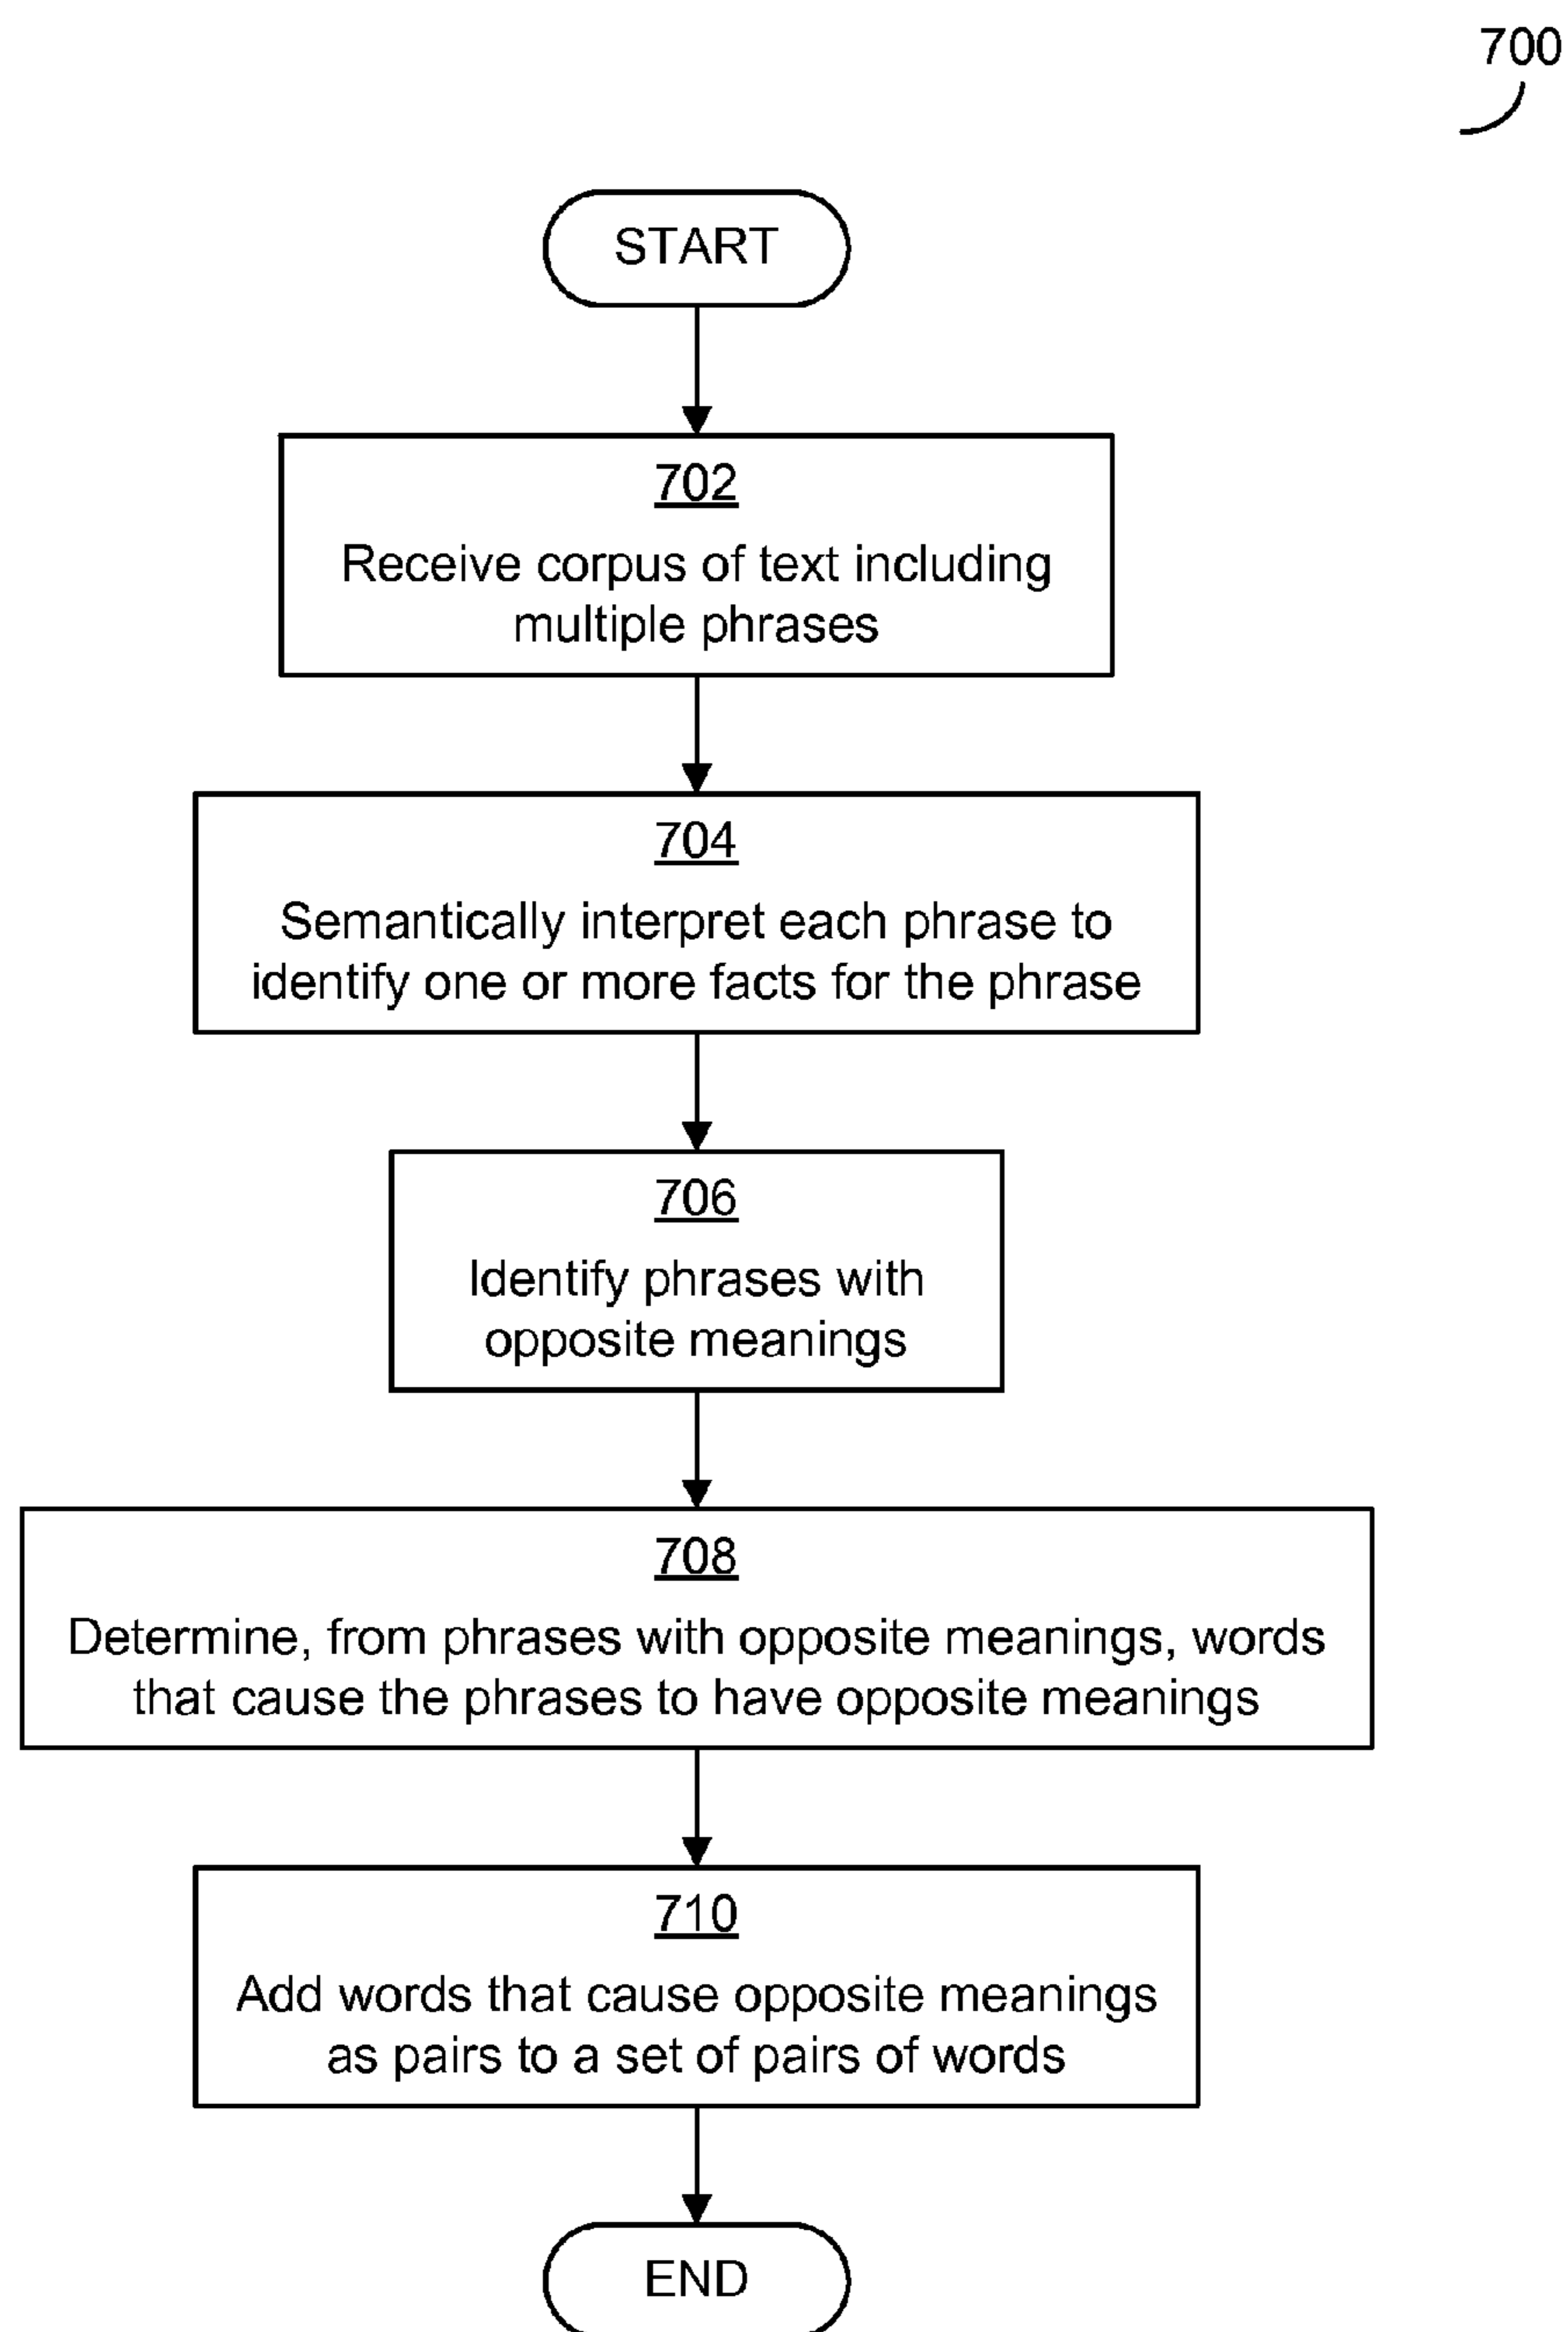 700
START
702
Receive corpus of text including
multiple phrases
704
Semantically interpret each phrase to
identify one or more facts for the phrase
706
Identify phrases with
opposite meanings
708
Determine, from phrases with opposite meanings, words
that cause the phrases to have opposite meanings
710
Add words that cause opposite meanings
as pairs to a set of pairs of words
END